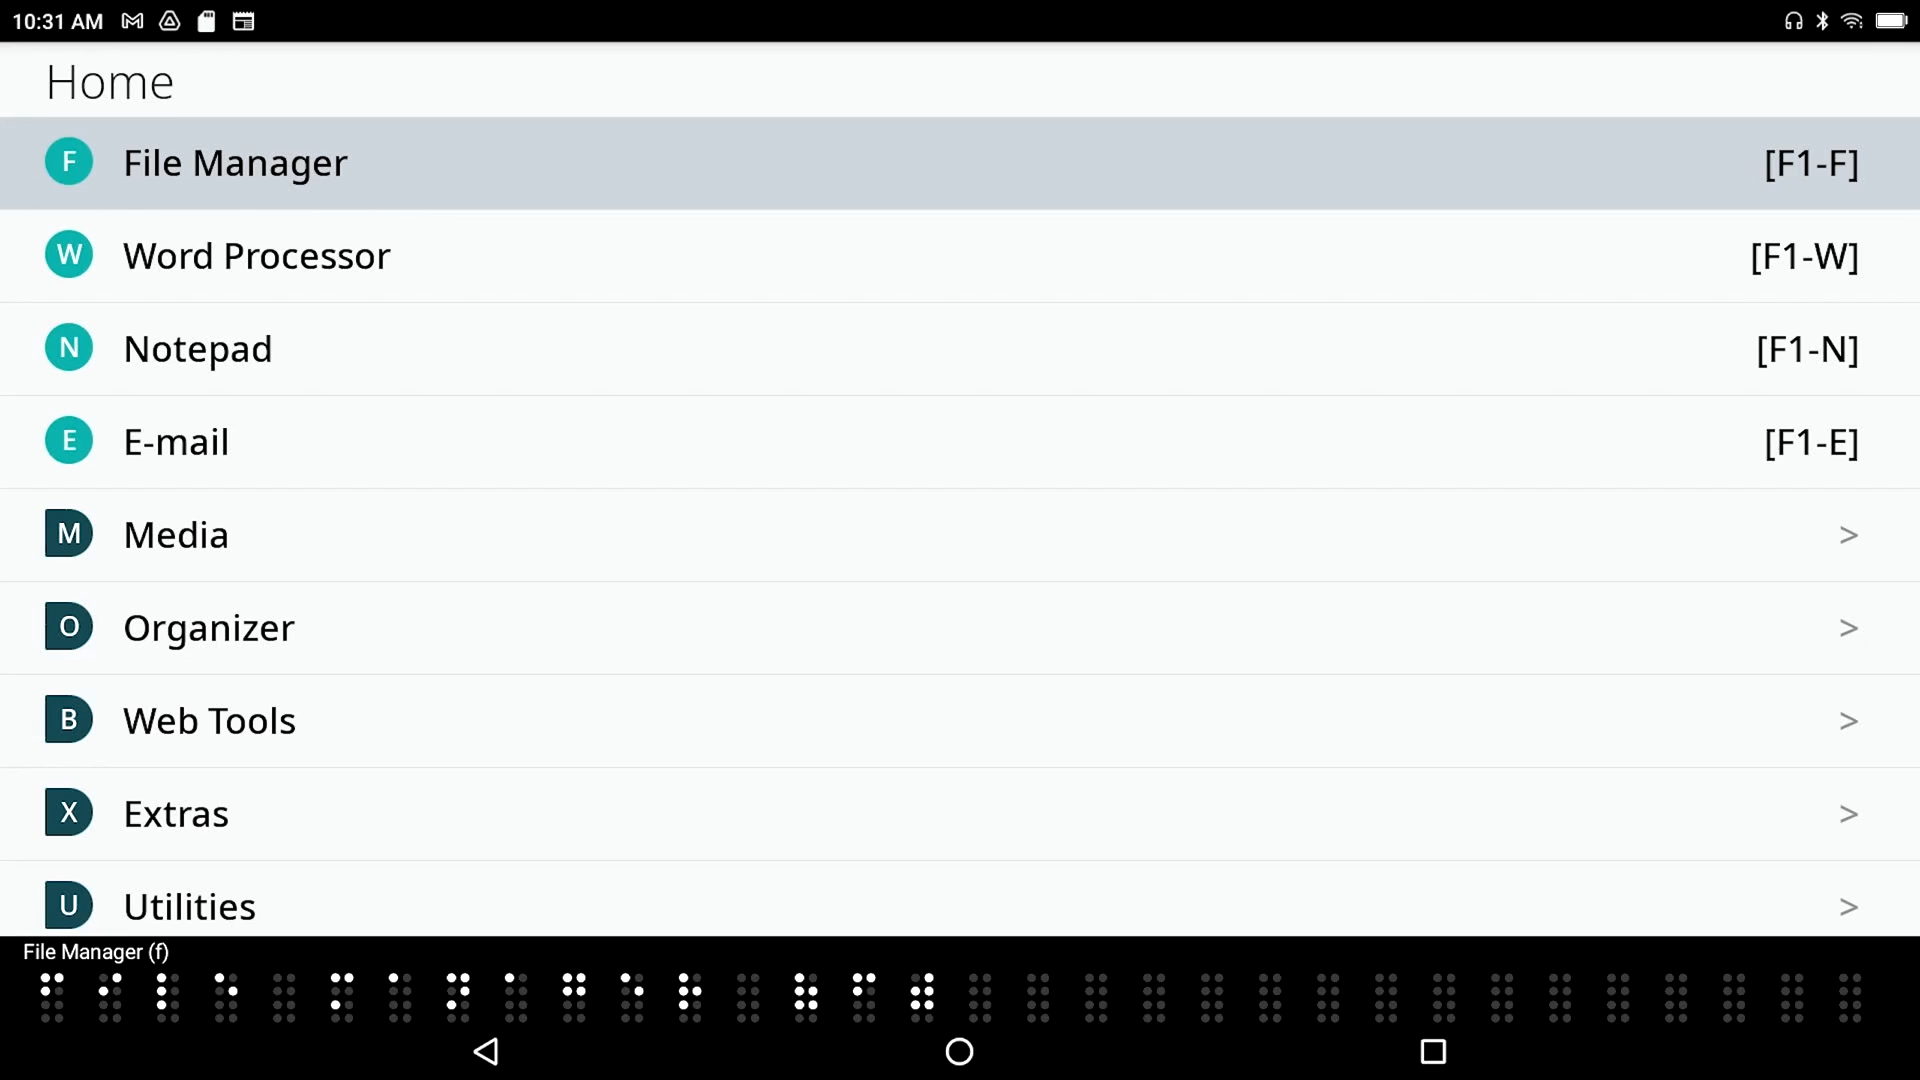 10:31 AM
Home
F File Manager [F1-F]
W Word Processor [F1-W]
N Notepad [F1-N]
E E-mail [F1-E]
M Media >
O Organizer >
B Web Tools >
X Extras >
U Utilities >
File Manager (f)
⠋⠊⠇⠑⠀⠍⠁⠝⠁⠛⠑⠗⠀⠷⠋⠾